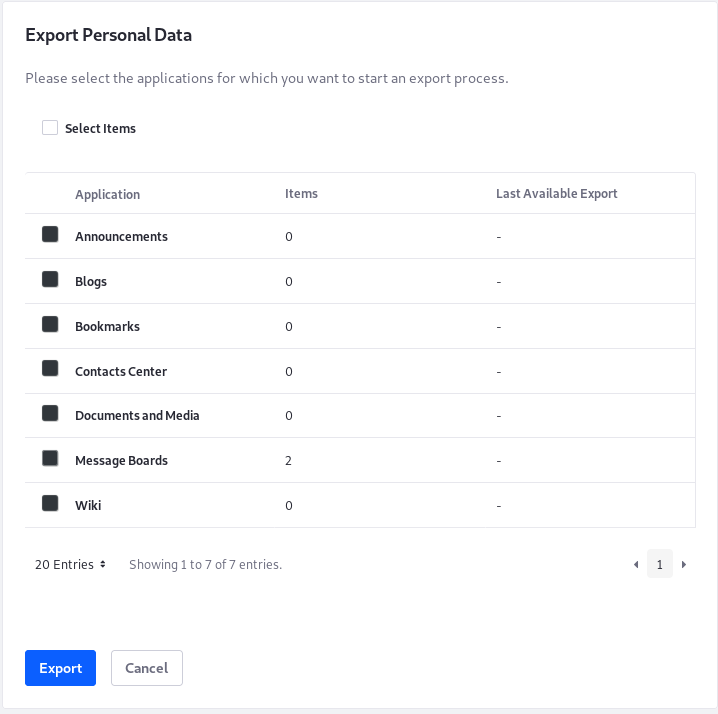 Export Personal Data
Please select the applications for which you want to start an export process.
Select Items
Application Items Last Available Export
Announcements 0 -
Blogs 0 -
Bookmarks 0 -
Contacts Center 0 -
Documents and Media 0 -
Message Boards 2 -
Wiki 0 -
20 Entries Showing 1 to 7 of 7 entries. 1
Export Cancel